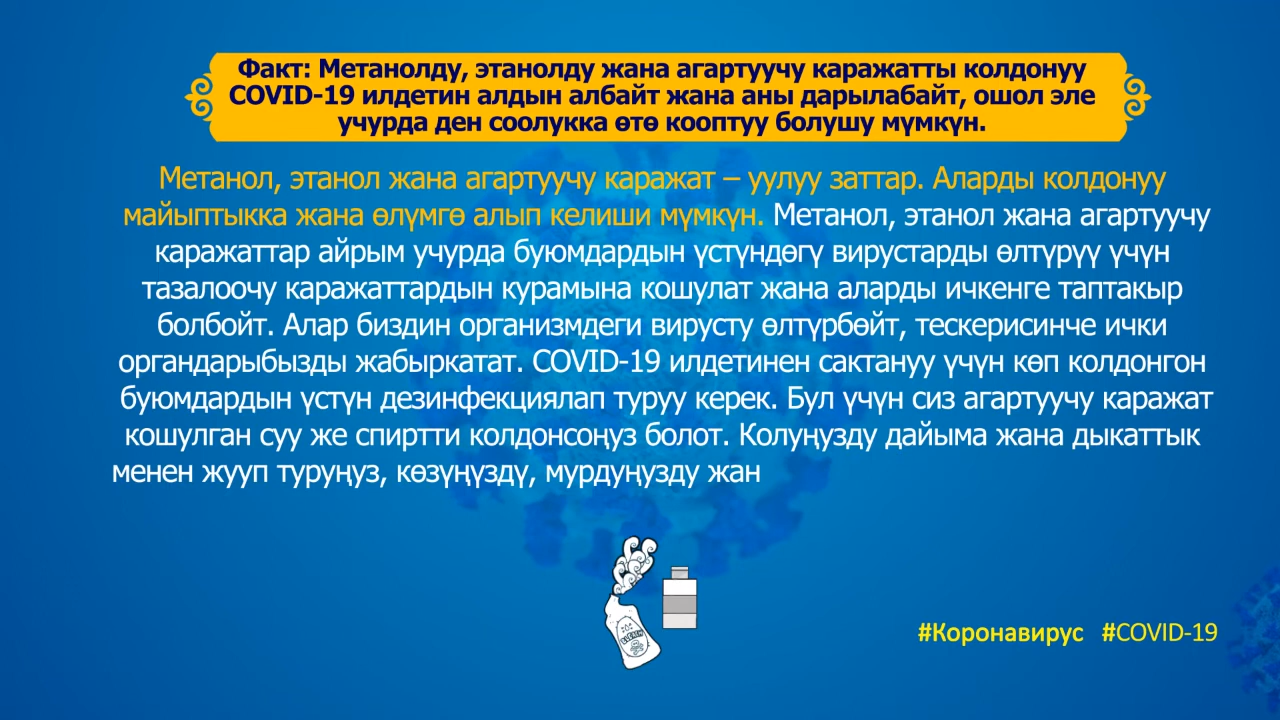 Факт: Метанолду, этанолду жана агартуучу каражатты колдонуу
COVID-19 илдетин алдын албайт жана аны дарылабайт, ошол эле
учурда ден соолукка өтө кооптуу болушу мүмкүн.
Метанол, этанол жана агартуучу каражат – уулуу заттар. Аларды колдонуу
майыптыкка жана өлүмгө алып келиши мүмкүн. Метанол, этанол жана агартуучу
каражаттар айрым учурда буюмдардын үстүндөгү вирустарды өлтүрүү үчүн
тазалоочу каражаттардын курамына кошулат жана аларды ичкенге таптакыр
болбойт. Алар биздин организмдеги вирусту өлтүрбөйт, тескерисинче ички
органдарыбызды жабыркатат. COVID-19 илдетинен сактануу үчүн көп колдонгон
буюмдардын үстүн дезинфекциялап туруу керек. Бул үчүн сиз агартуучу каражат
кошулган суу же спиртти колдонсоңуз болот. Колуңузду дайыма жана дыкаттык
менен жууп туруңуз, көзүңүздү, мурдуңузду жан
BLEACH
#Коронавирус #COVID-19